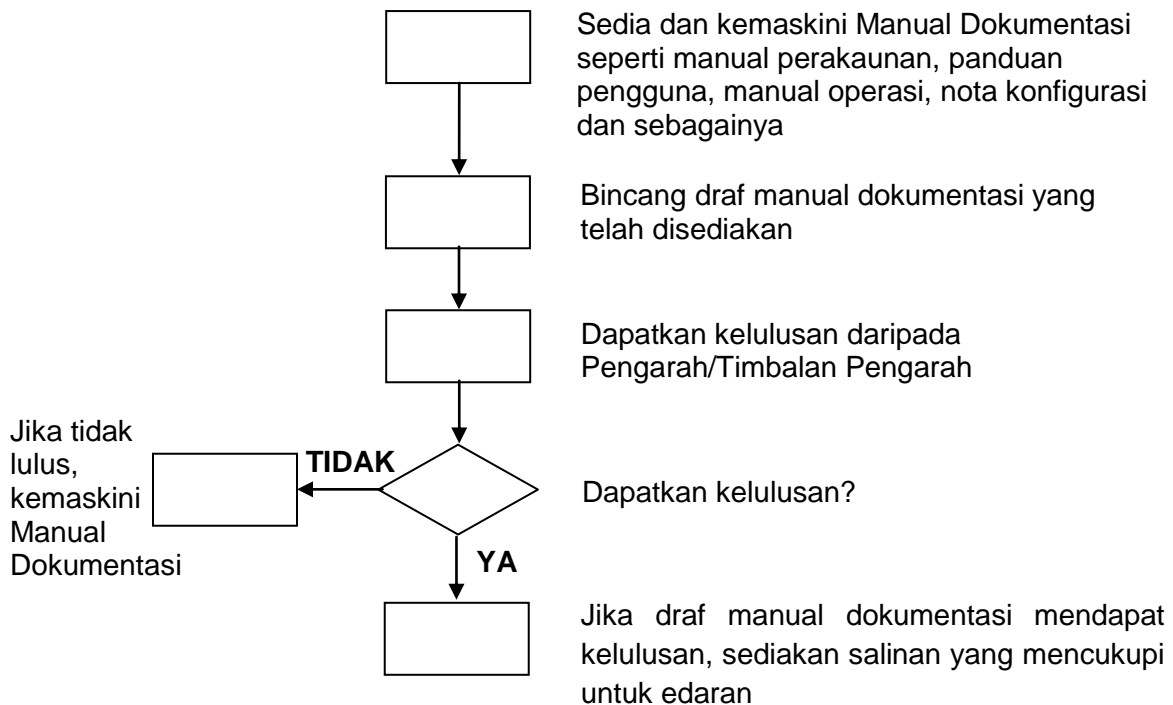 Sedia dan kemaskini Manual Dokumentasi
seperti manual perakaunan, panduan
pengguna, manual operasi, nota konfigurasi
dan sebagainya
Bincang draf manual dokumentasi yang
telah disediakan
Dapatkan kelulusan daripada
Pengarah/Timbalan Pengarah
Jika tidak
lulus,
kemaskini
Manual
Dokumentasi
TIDAK
Dapatkan kelulusan?
YA
Jika draf manual dokumentasi mendapat
kelulusan, sediakan salinan yang mencukupi
untuk edaran